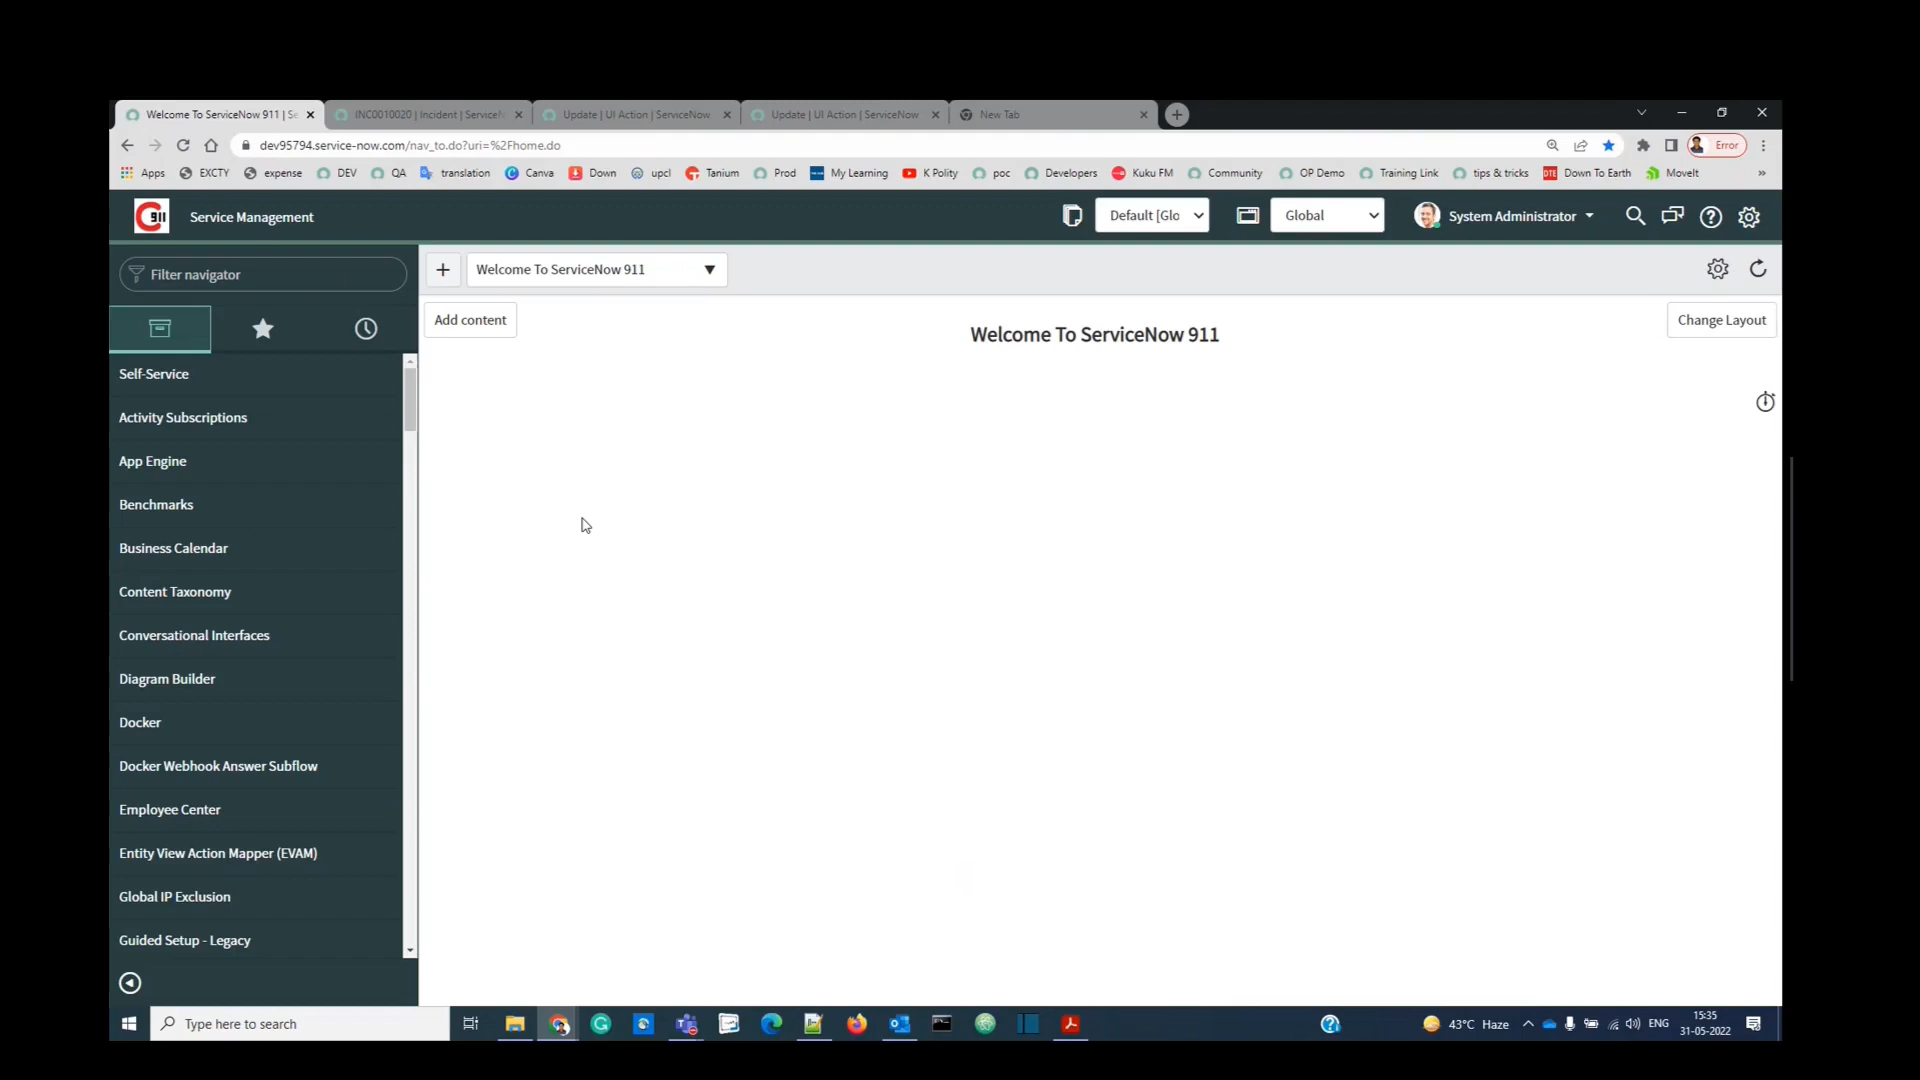 Welcome To ServiceNow 911 | Se
INC0010020 | Incident | ServiceN
Update | UI Action | ServiceNow
Update | UI Action | ServiceNow
New Tab
dev95794.service-now.com/nav_to.do?uri=%2Fhome.do
Error
Apps EXCTY expense DEV QA translation Canva Down upcl Tanium Prod My Learning K Polity poc Developers Kuku FM Community OP Demo Training Link tips & tricks DTE Down To Earth MoveIt »
C 911 Service Management
Default [Glo
Global
System Administrator
Filter navigator
Welcome To ServiceNow 911
Add content
Welcome To ServiceNow 911
Change Layout
Self-Service
Activity Subscriptions
App Engine
Benchmarks
Business Calendar
Content Taxonomy
Conversational Interfaces
Diagram Builder
Docker
Docker Webhook Answer Subflow
Employee Center
Entity View Action Mapper (EVAM)
Global IP Exclusion
Guided Setup - Legacy
Type here to search
43°C Haze
ENG
15:35
31-05-2022